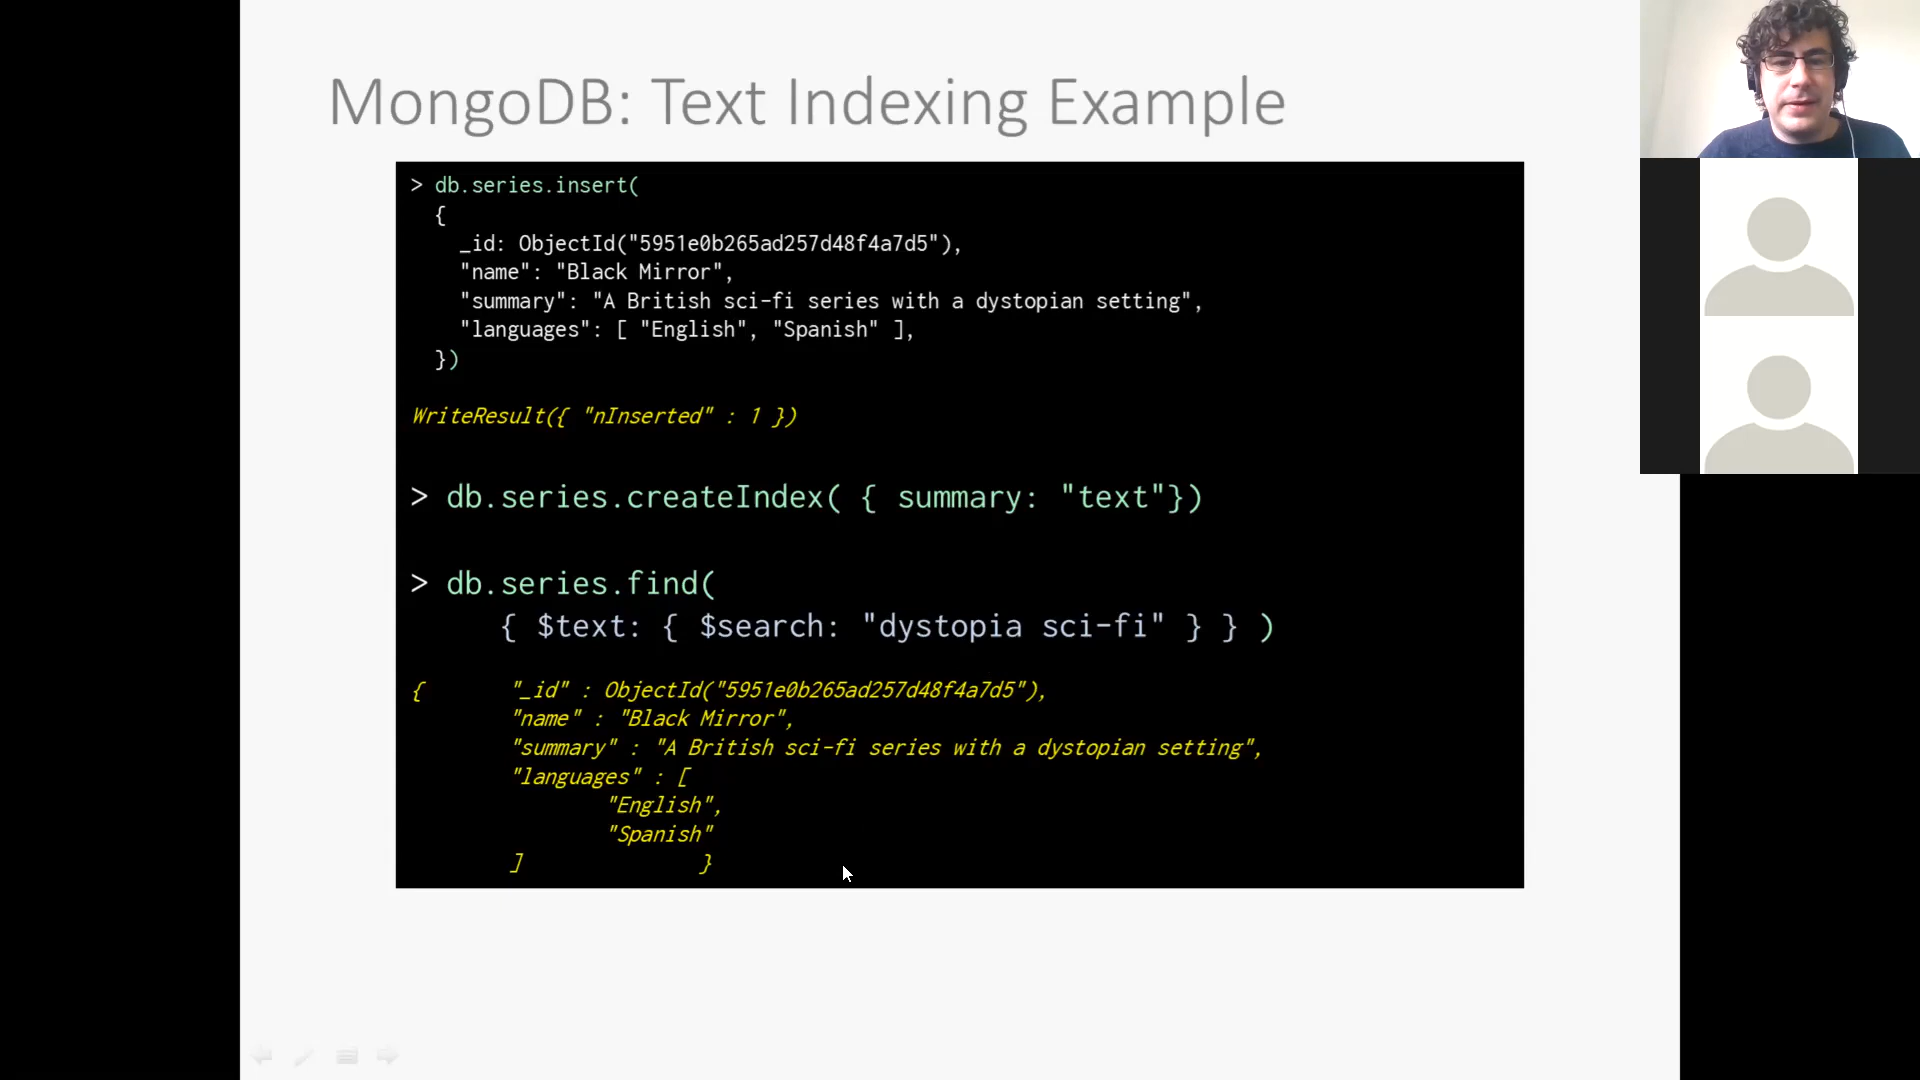 MongoDB: Text Indexing Example
> db.series.insert(
{
_id: ObjectId("5951e0b265ad257d48f4a7d5"),
"name": "Black Mirror",
"summary": "A British sci-fi series with a dystopian setting",
"languages": [ "English", "Spanish" ],
})
WriteResult({ "nInserted" : 1 })
> db.series.createIndex( { summary: "text"})
> db.series.find(
{ $text: { $search: "dystopia sci-fi" } } )
{ "_id" : ObjectId("5951e0b265ad257d48f4a7d5"),
"name" : "Black Mirror",
"summary" : "A British sci-fi series with a dystopian setting",
"languages" : [
"English",
"Spanish"
] }